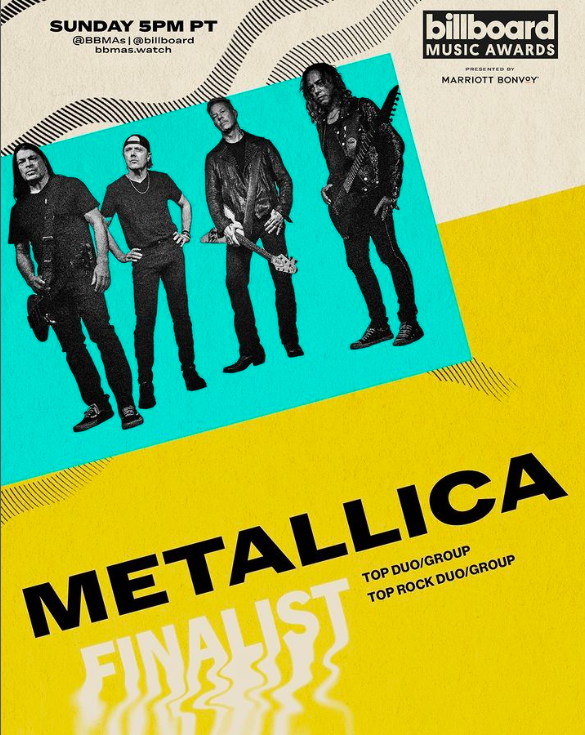 SUNDAY 5PM PT
@BBMAs | @billboard
bbmas.watch
billboard
MUSIC AWARDS
PRESENTED BY
MARRIOTT BONVOY
METALLICA
TOP DUO/GROUP
TOP ROCK DUO/GROUP
FINALIST